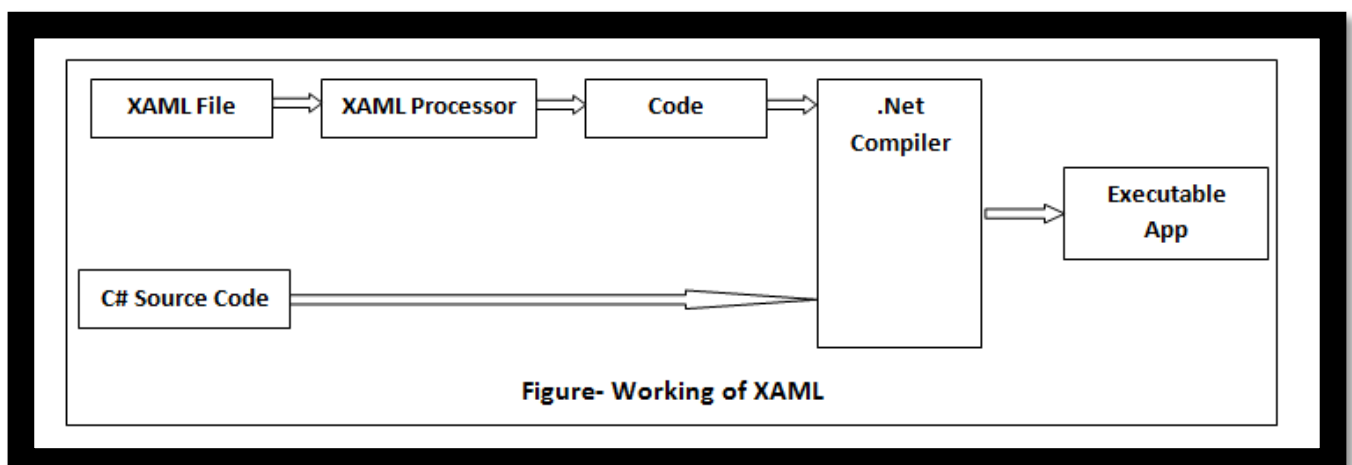 XAML File
XAML Processor
Code
.Net
Compiler
Executable
App
C# Source Code
Figure- Working of XAML